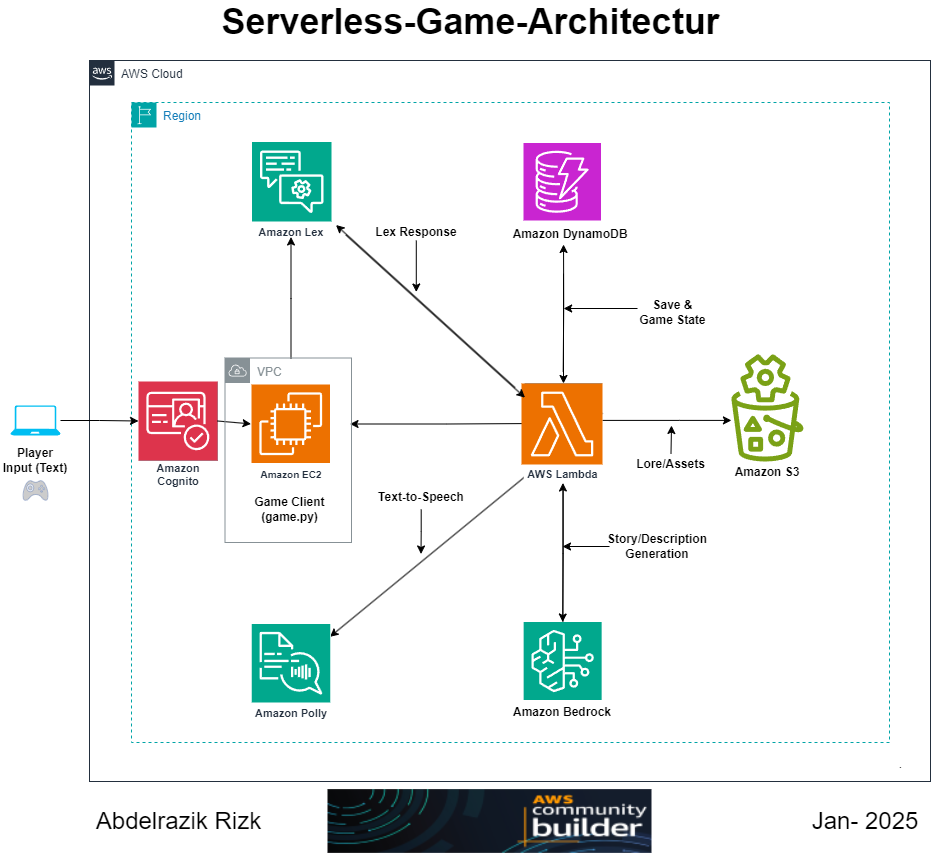 Serverless-Game-Architectur
aws
AWS Cloud
Region
Amazon Lex
Lex Response
Amazon DynamoDB
Save &
Game State
VPC
Player
Input (Text)
Amazon
Cognito
Amazon EC2
Game Client
(game.py)
AWS Lambda
Lore/Assets
Amazon S3
Text-to-Speech
Story/Description
Generation
Amazon Polly
Amazon Bedrock
.
Abdelrazik Rizk
AWS
community
builder
Jan- 2025